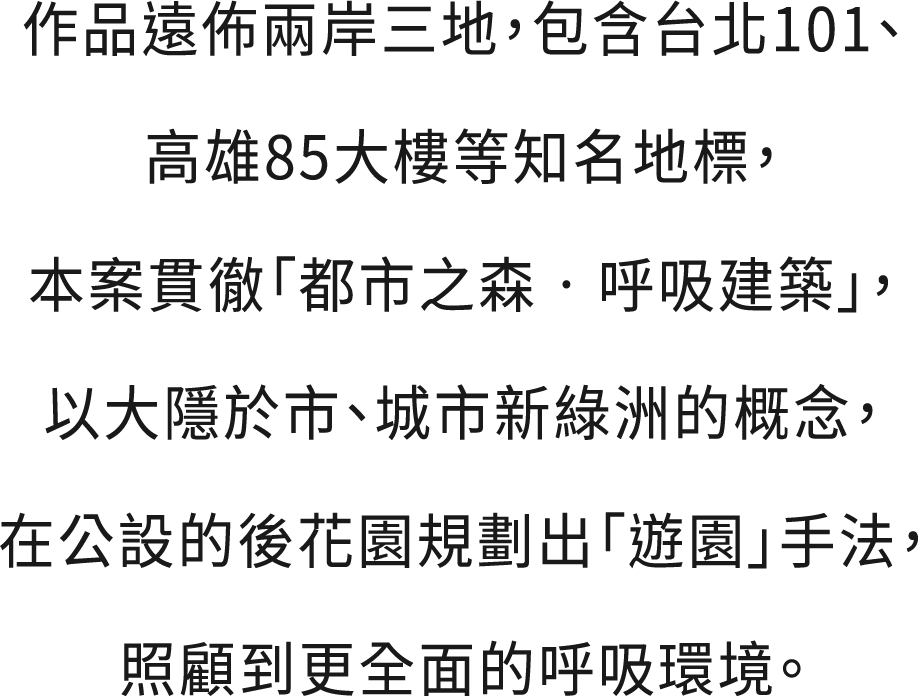 作品遠佈兩岸三地，包含台北101、
高雄85大樓等知名地標，
本案貫徹「都市之森．呼吸建築」，
以大隱於市、城市新綠洲的概念，
在公設的後花園規劃出「遊園」手法，
照顧到更全面的呼吸環境。